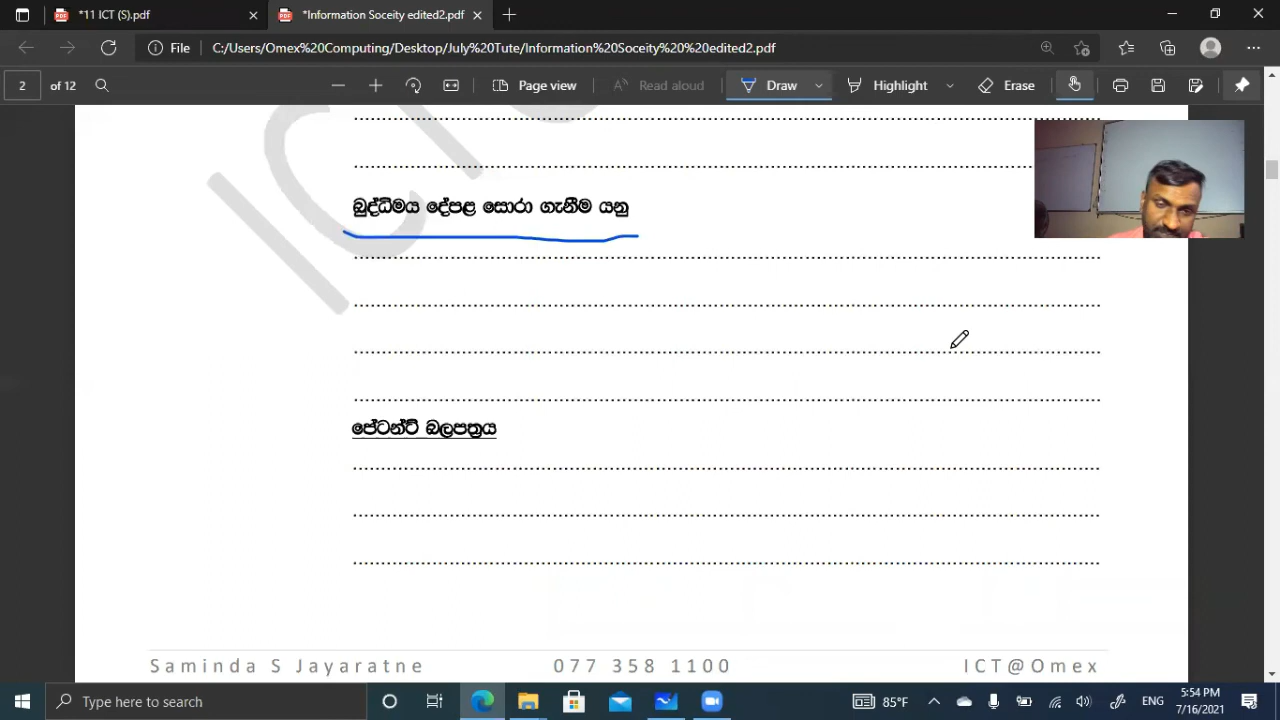 *11 ICT (S).pdf
*Information Soceity edited2.pdf
File C:/Users/Omex%20Computing/Desktop/July%20Tute/Information%20Soceity%20%20edited2.pdf
2 of 12 Page view Read aloud Draw Highlight Erase
බුද්ධිමය දේපළ සොරා ගැනීම යනු
පේටන්ට් බලපත්‍රය
Saminda S Jayaratne 077 358 1100 ICT@Omex
Type here to search
85°F ENG 5:54 PM
7/16/2021